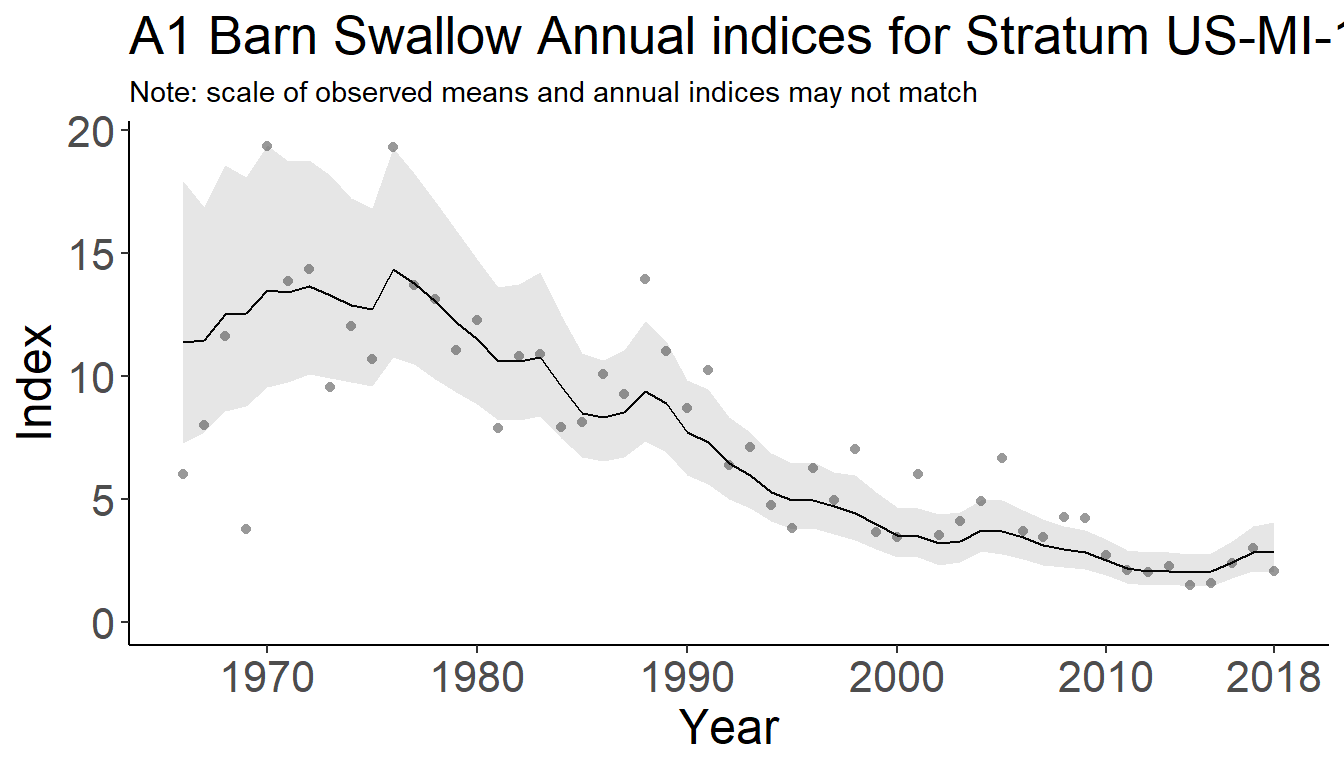 A1 Barn Swallow Annual indices for Stratum US-MI-1
Note: scale of observed means and annual indices may not match
20
15
10
5
0
Index
1970 1980 1990 2000 2010 2018
Year